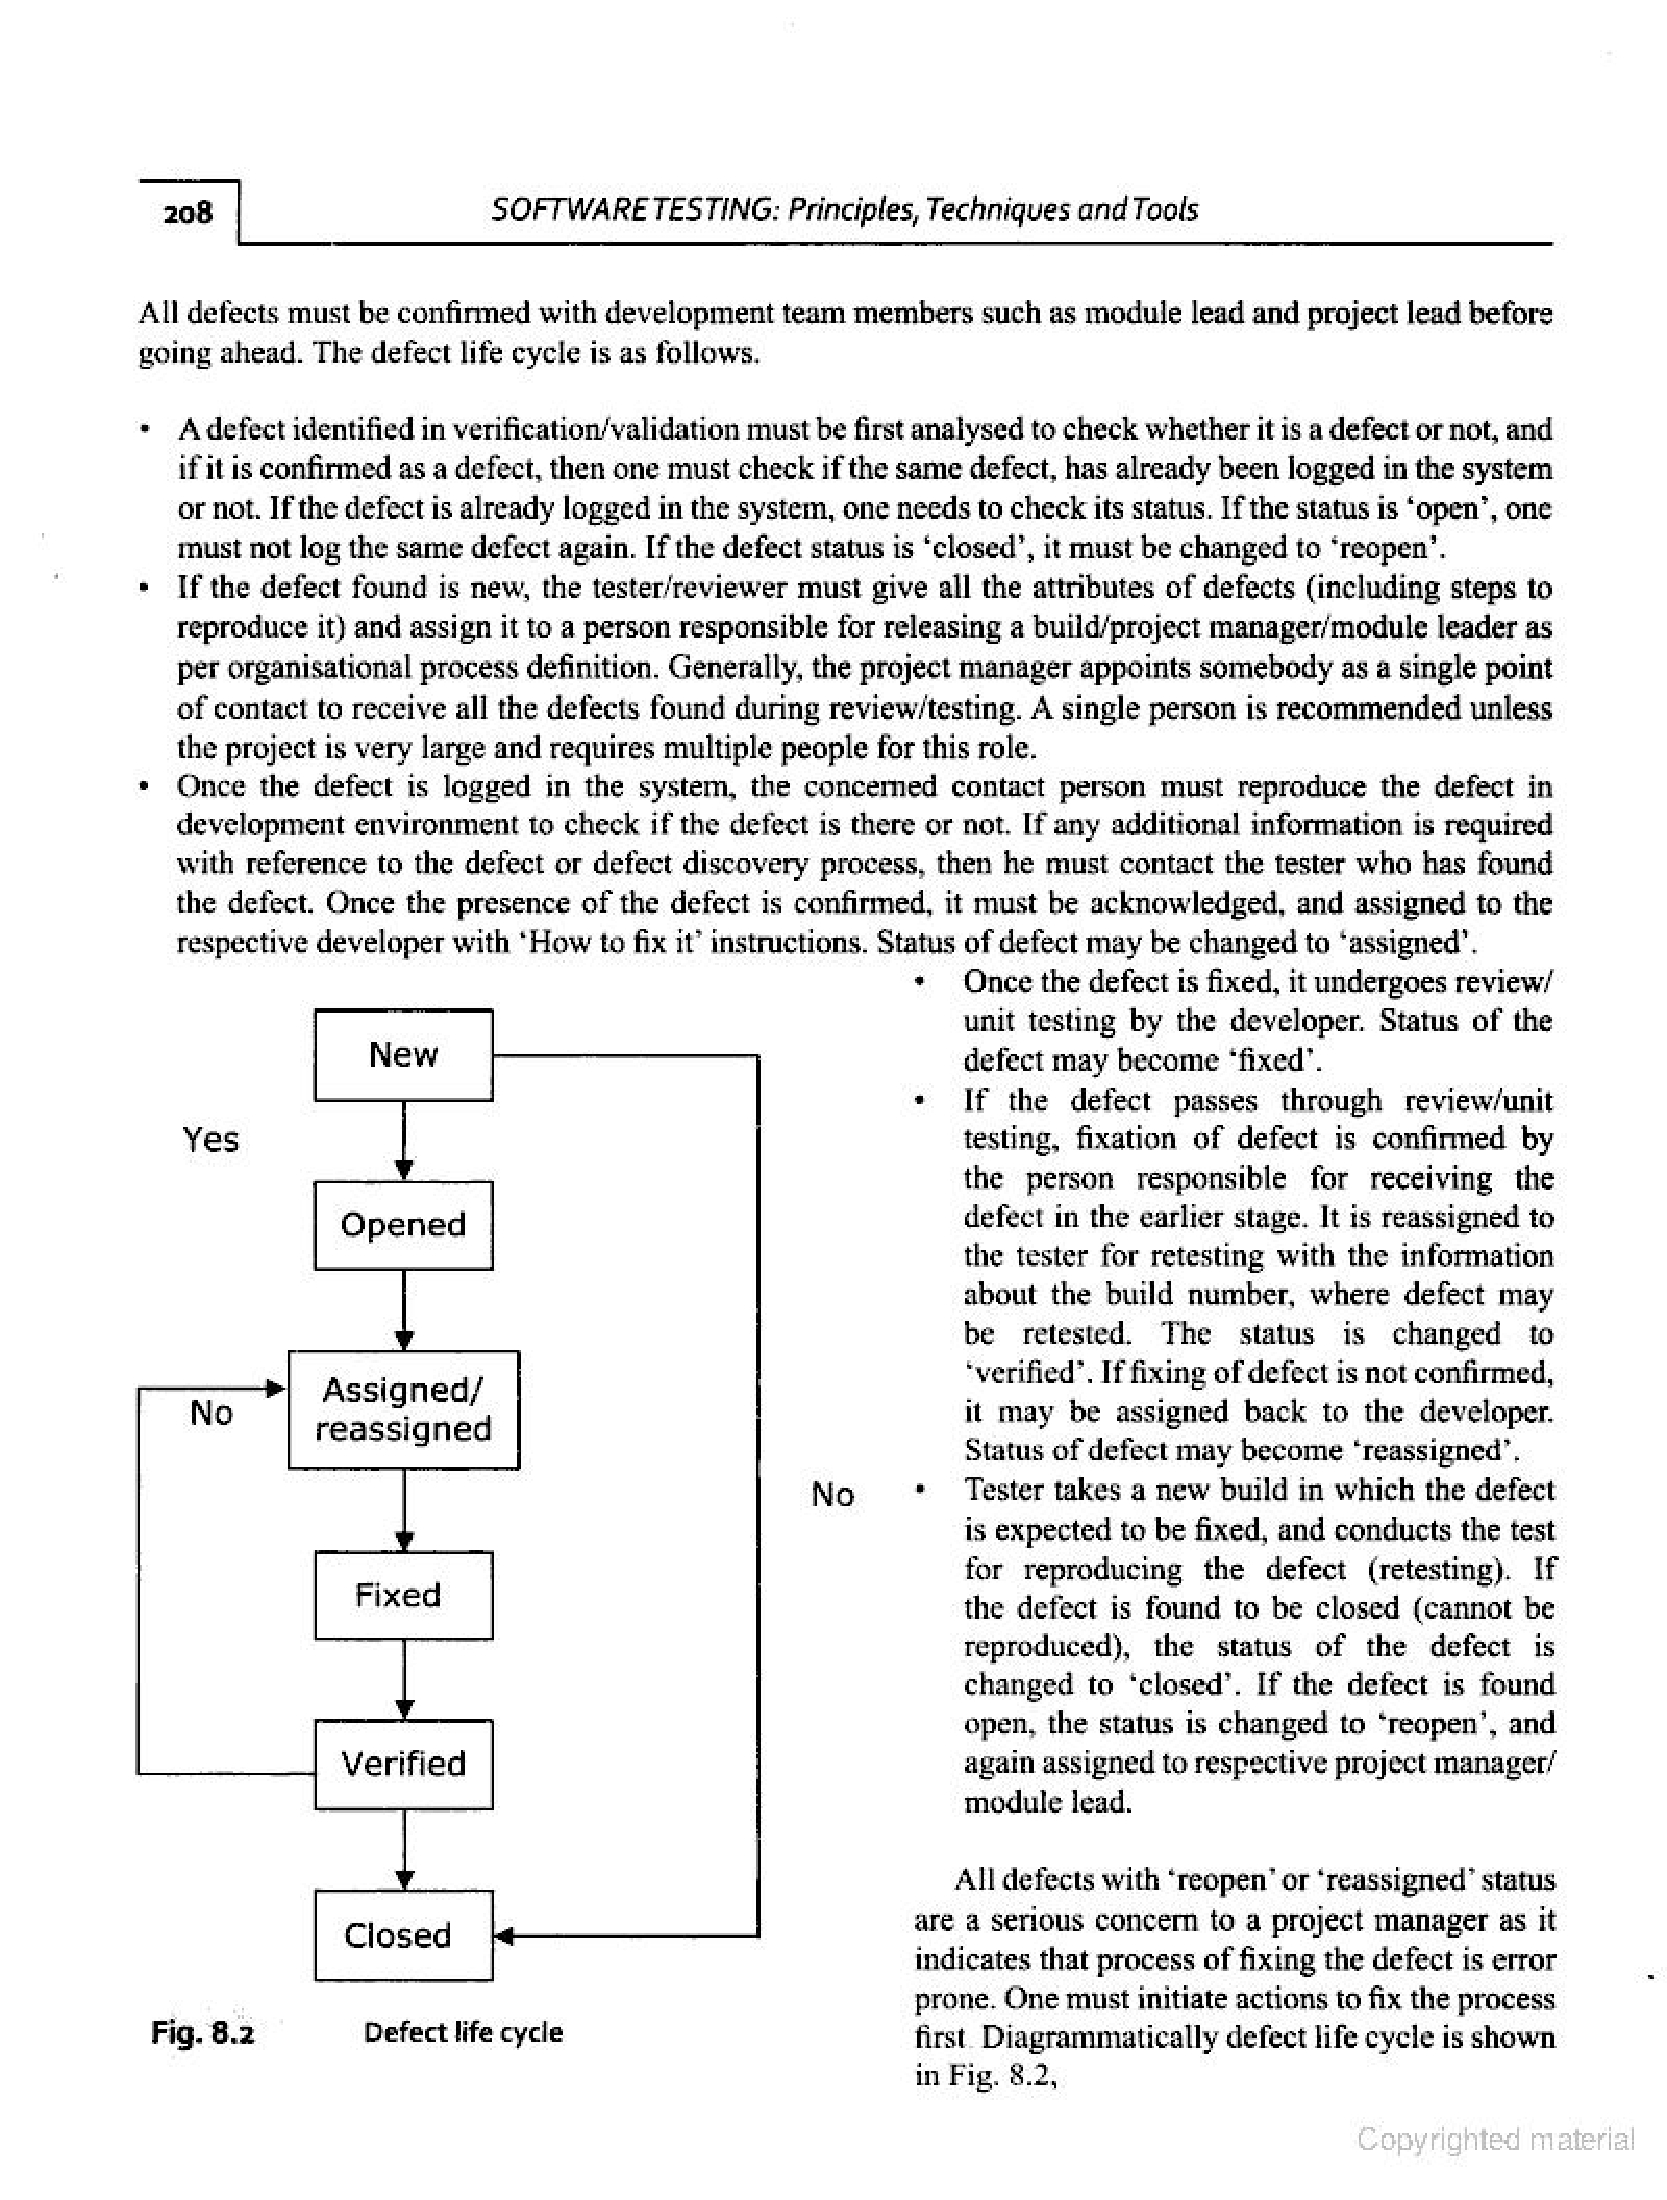 208
SOFTWARE TESTING: Principles, Techniques and Tools
All defects must be confirmed with development team members such as module lead and project lead before
going ahead. The defect life cycle is as follows.
• A defect identified in verification/validation must be first analysed to check whether it is a defect or not, and
if it is confirmed as a defect, then one must check if the same defect, has already been logged in the system
or not. If the defect is already logged in the system, one needs to check its status. If the status is ‘open’, one
must not log the same defect again. If the defect status is ‘closed’, it must be changed to ‘reopen’.
• If the defect found is new, the tester/reviewer must give all the attributes of defects (including steps to
reproduce it) and assign it to a person responsible for releasing a build/project manager/module leader as
per organisational process definition. Generally, the project manager appoints somebody as a single point
of contact to receive all the defects found during review/testing. A single person is recommended unless
the project is very large and requires multiple people for this role.
• Once the defect is logged in the system, the concerned contact person must reproduce the defect in
development environment to check if the defect is there or not. If any additional information is required
with reference to the defect or defect discovery process, then he must contact the tester who has found
the defect. Once the presence of the defect is confirmed, it must be acknowledged, and assigned to the
respective developer with ‘How to fix it’ instructions. Status of defect may be changed to ‘assigned’.
New
Yes
Opened
Assigned/
reassigned
No
No
Fixed
Verified
Closed
Fig. 8.2 Defect life cycle
• Once the defect is fixed, it undergoes review/
unit testing by the developer. Status of the
defect may become ‘fixed’.
• If the defect passes through review/unit
testing, fixation of defect is confirmed by
the person responsible for receiving the
defect in the earlier stage. It is reassigned to
the tester for retesting with the information
about the build number, where defect may
be retested. The status is changed to
‘verified’. If fixing of defect is not confirmed,
it may be assigned back to the developer.
Status of defect may become ‘reassigned’.
• Tester takes a new build in which the defect
is expected to be fixed, and conducts the test
for reproducing the defect (retesting). If
the defect is found to be closed (cannot be
reproduced), the status of the defect is
changed to ‘closed’. If the defect is found
open, the status is changed to ‘reopen’, and
again assigned to respective project manager/
module lead.
All defects with ‘reopen’ or ‘reassigned’ status
are a serious concern to a project manager as it
indicates that process of fixing the defect is error
prone. One must initiate actions to fix the process
first. Diagrammatically defect life cycle is shown
in Fig. 8.2,
Copyrighted material